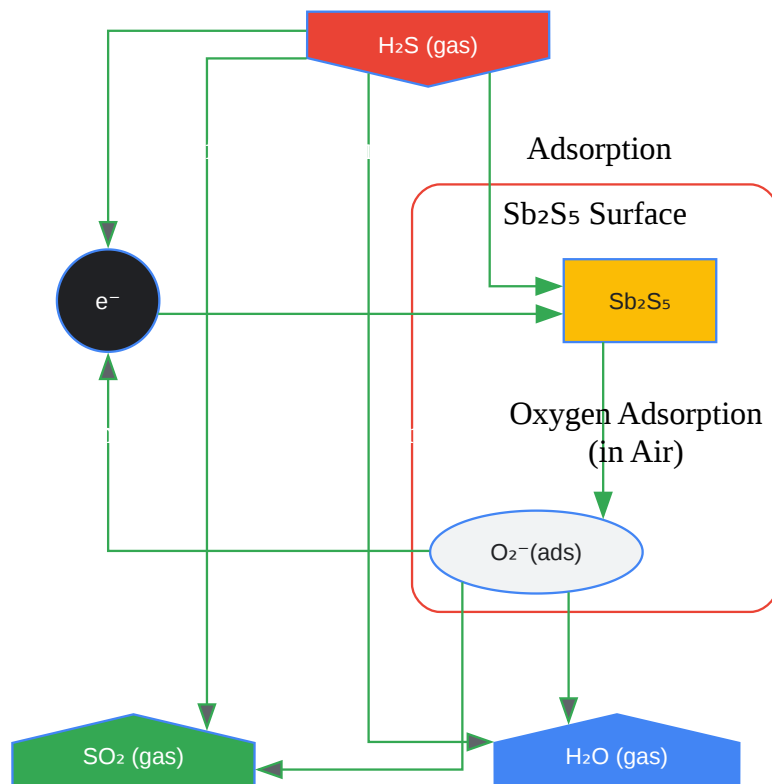 H₂S (gas)
Adsorption
Sb₂S₅ Surface
e⁻
Sb₂S₅
Oxygen Adsorption
(in Air)
O₂⁻(ads)
SO₂ (gas)
H₂O (gas)